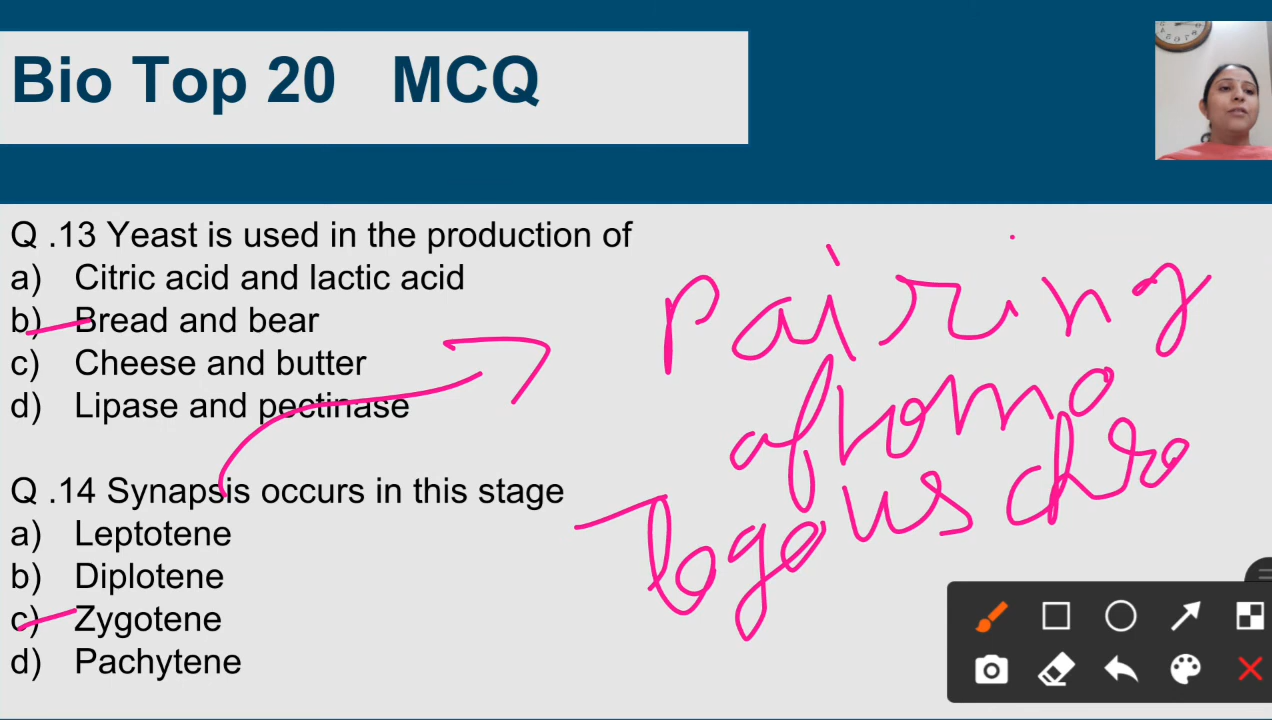 Bio Top 20 MCQ
Q .13 Yeast is used in the production of
a) Citric acid and lactic acid
b) Bread and bear
c) Cheese and butter
d) Lipase and pectinase
Q .14 Synapsis occurs in this stage
a) Leptotene
b) Diplotene
c) Zygotene
d) Pachytene
Pairing
of homo
logous chro